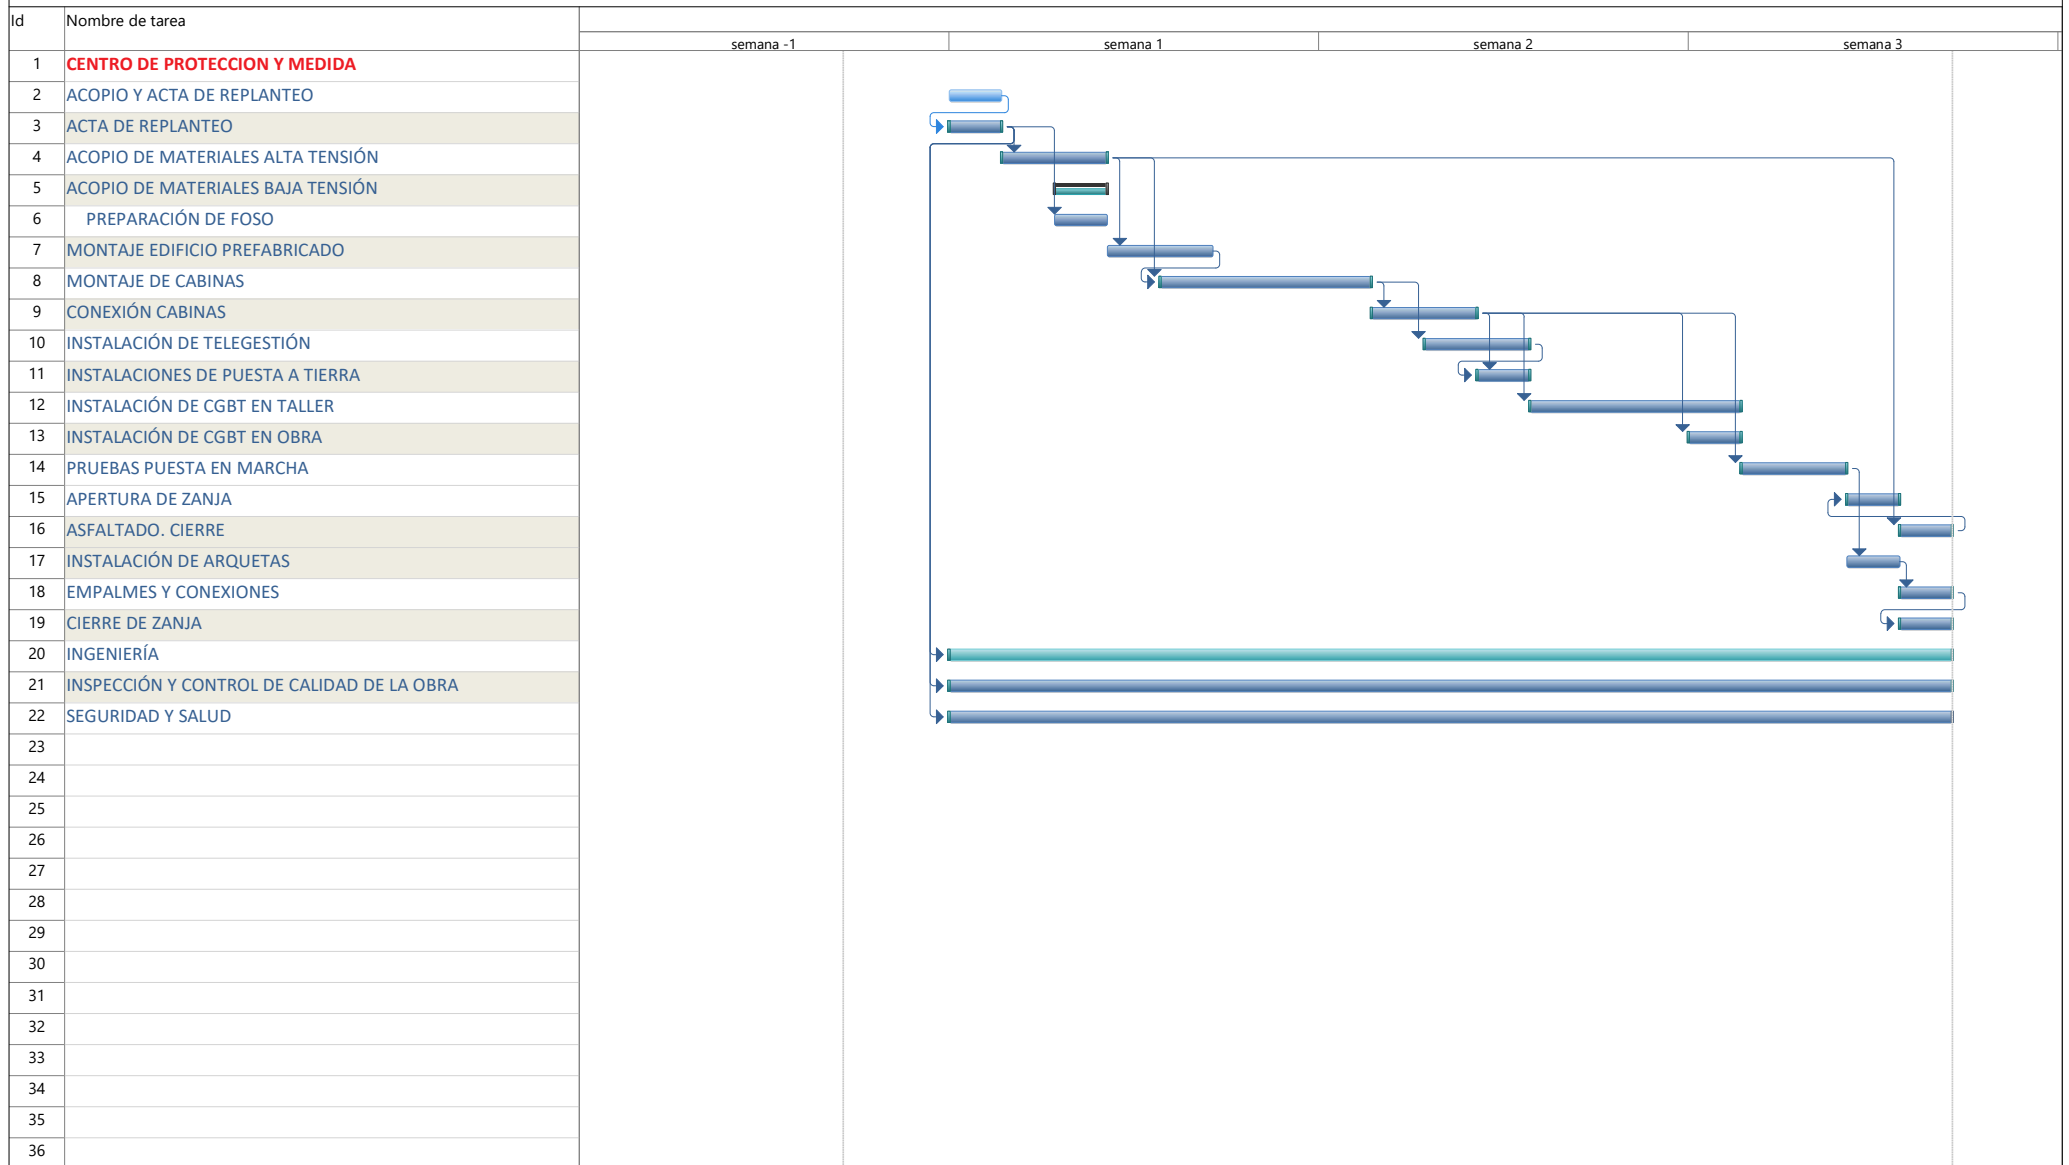 Id Nombre de tarea
semana -1 semana 1 semana 2 semana 3
1 CENTRO DE PROTECCION Y MEDIDA
2 ACOPIO Y ACTA DE REPLANTEO
3 ACTA DE REPLANTEO
4 ACOPIO DE MATERIALES ALTA TENSIÓN
5 ACOPIO DE MATERIALES BAJA TENSIÓN
6 PREPARACIÓN DE FOSO
7 MONTAJE EDIFICIO PREFABRICADO
8 MONTAJE DE CABINAS
9 CONEXIÓN CABINAS
10 INSTALACIÓN DE TELEGESTIÓN
11 INSTALACIONES DE PUESTA A TIERRA
12 INSTALACIÓN DE CGBT EN TALLER
13 INSTALACIÓN DE CGBT EN OBRA
14 PRUEBAS PUESTA EN MARCHA
15 APERTURA DE ZANJA
16 ASFALTADO. CIERRE
17 INSTALACIÓN DE ARQUETAS
18 EMPALMES Y CONEXIONES
19 CIERRE DE ZANJA
20 INGENIERÍA
21 INSPECCIÓN Y CONTROL DE CALIDAD DE LA OBRA
22 SEGURIDAD Y SALUD
23
24
25
26
27
28
29
30
31
32
33
34
35
36